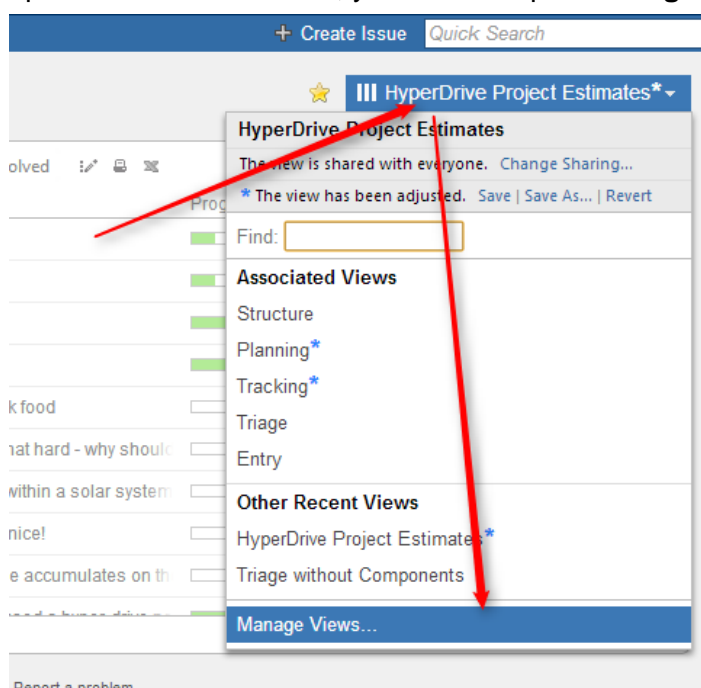 + Create Issue Quick Search
HyperDrive Project Estimates*
HyperDrive Project Estimates
olved
The view is shared with everyone. Change Sharing...
* The view has been adjusted. Save | Save As... | Revert
Prog
Find:
Associated Views
Structure
Planning*
Tracking*
Triage
k food
hat hard - why should
Entry
within a solar system
Other Recent Views
nice!
HyperDrive Project Estimates*
e accumulates on th
Triage without Components
Manage Views...
Report a problem